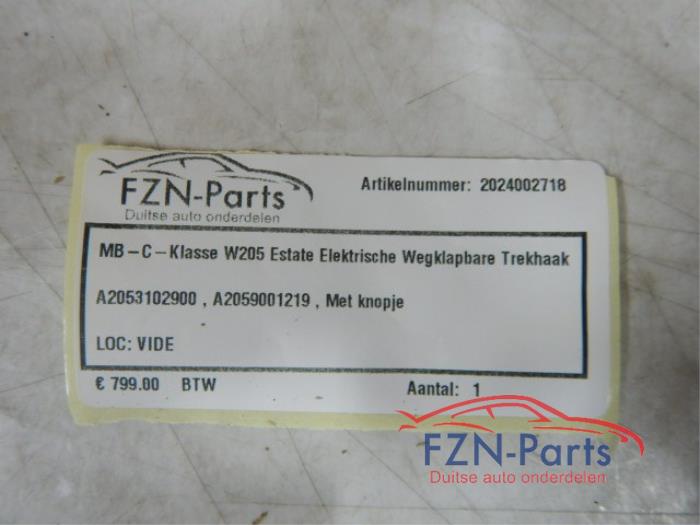 FZN-Parts
Duitse auto onderdelen
Artikelnummer: 2024002718
MB-C-Klasse W205 Estate Elektrische Wegklapbare Trekhaak
A2053102900 , A2059001219 , Met knopje
LOC: VIDE
€ 799.00 BTW Aantal: 1
FZN-Parts
Duitse auto onderdelen